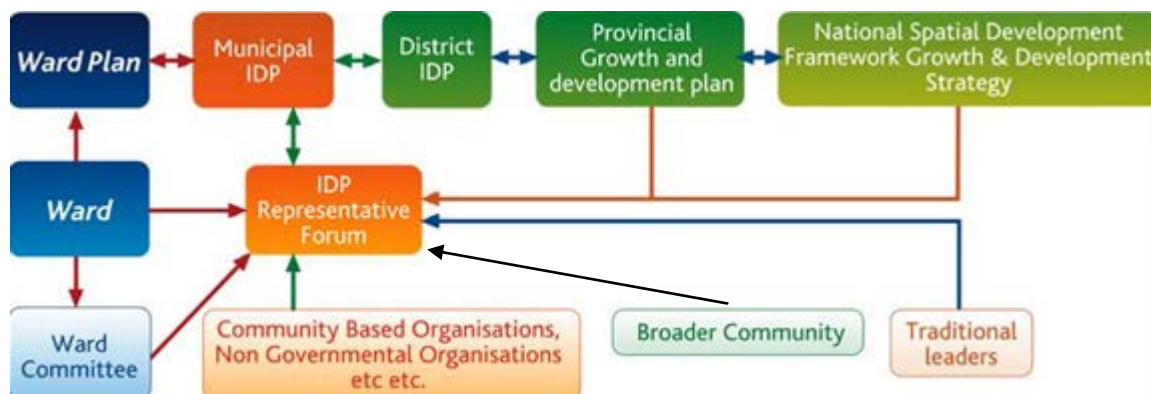 Ward Plan
Municipal
IDP
District
IDP
Provincial
Growth and
development plan
National Spatial Development
Framework Growth & Development
Strategy
Ward
IDP
Representative
Forum
Ward
Committee
Community Based Organisations,
Non Governmental Organisations
etc etc.
Broader Community
Traditional
leaders